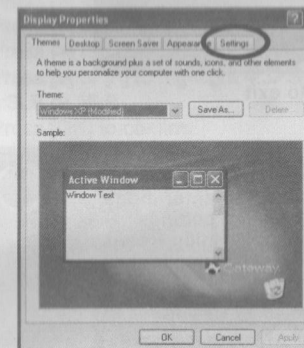 Display Properties
Themes Desktop Screen Saver Appearance Settings
A theme is a background plus a set of sounds, icons, and other elements
to help you personalize your computer with one click.
Theme:
Windows XP (Modified)
Save As...
Delete
Sample:
Active Window
Window Text
Gateway
OK
Cancel
Apply